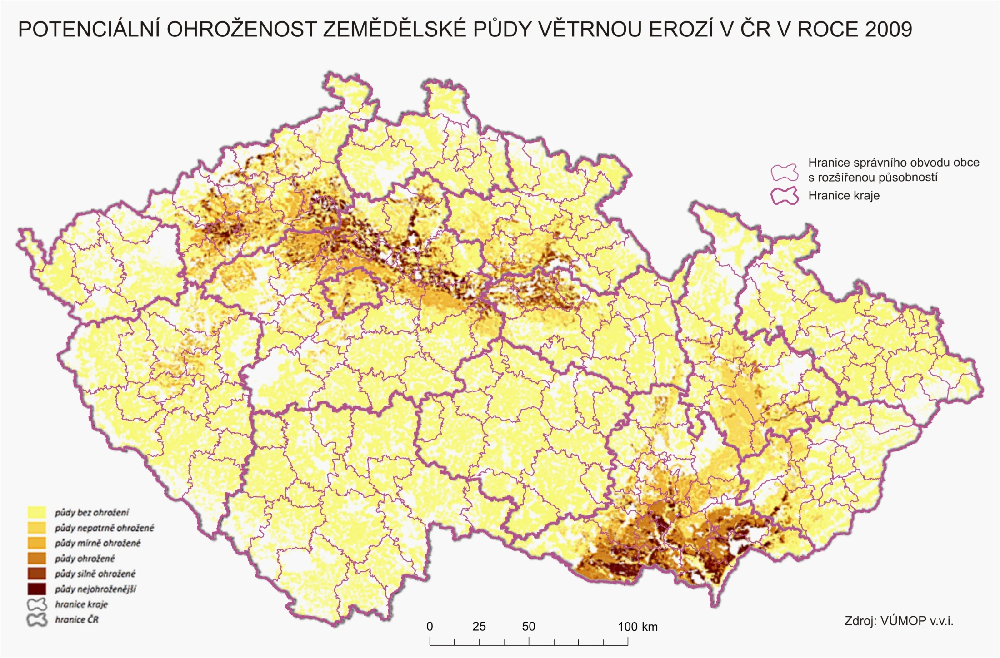 POTENCIÁLNÍ OHROŽENOST ZEMĚDĚLSKÉ PŮDY VĚTRNOU EROZÍ V ČR V ROCE 2009
Hranice správního obvodu obce
s rozšířenou působností
Hranice kraje
půdy bez ohrožení
půdy nepatrně ohrožené
půdy mírně ohrožené
půdy ohrožené
půdy silně ohrožené
půdy nejohroženější
hranice kraje
hranice ČR
0 25 50 100 km
Zdroj: VÚMOP v.v.i.